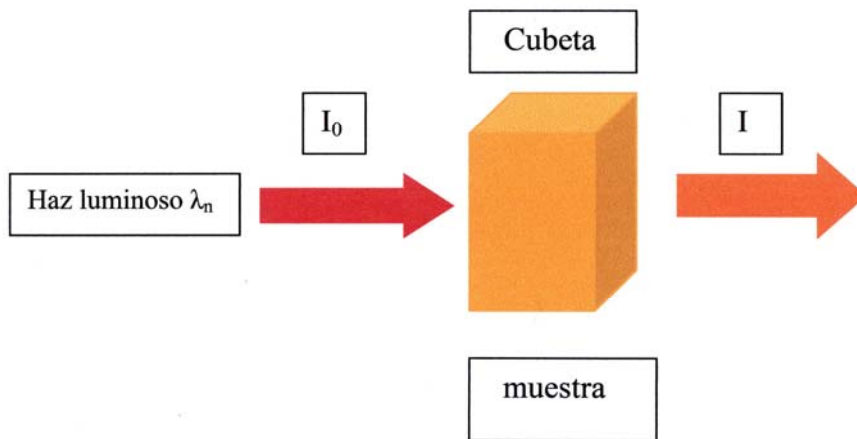 Cubeta
I₀
I
Haz luminoso λₙ
muestra